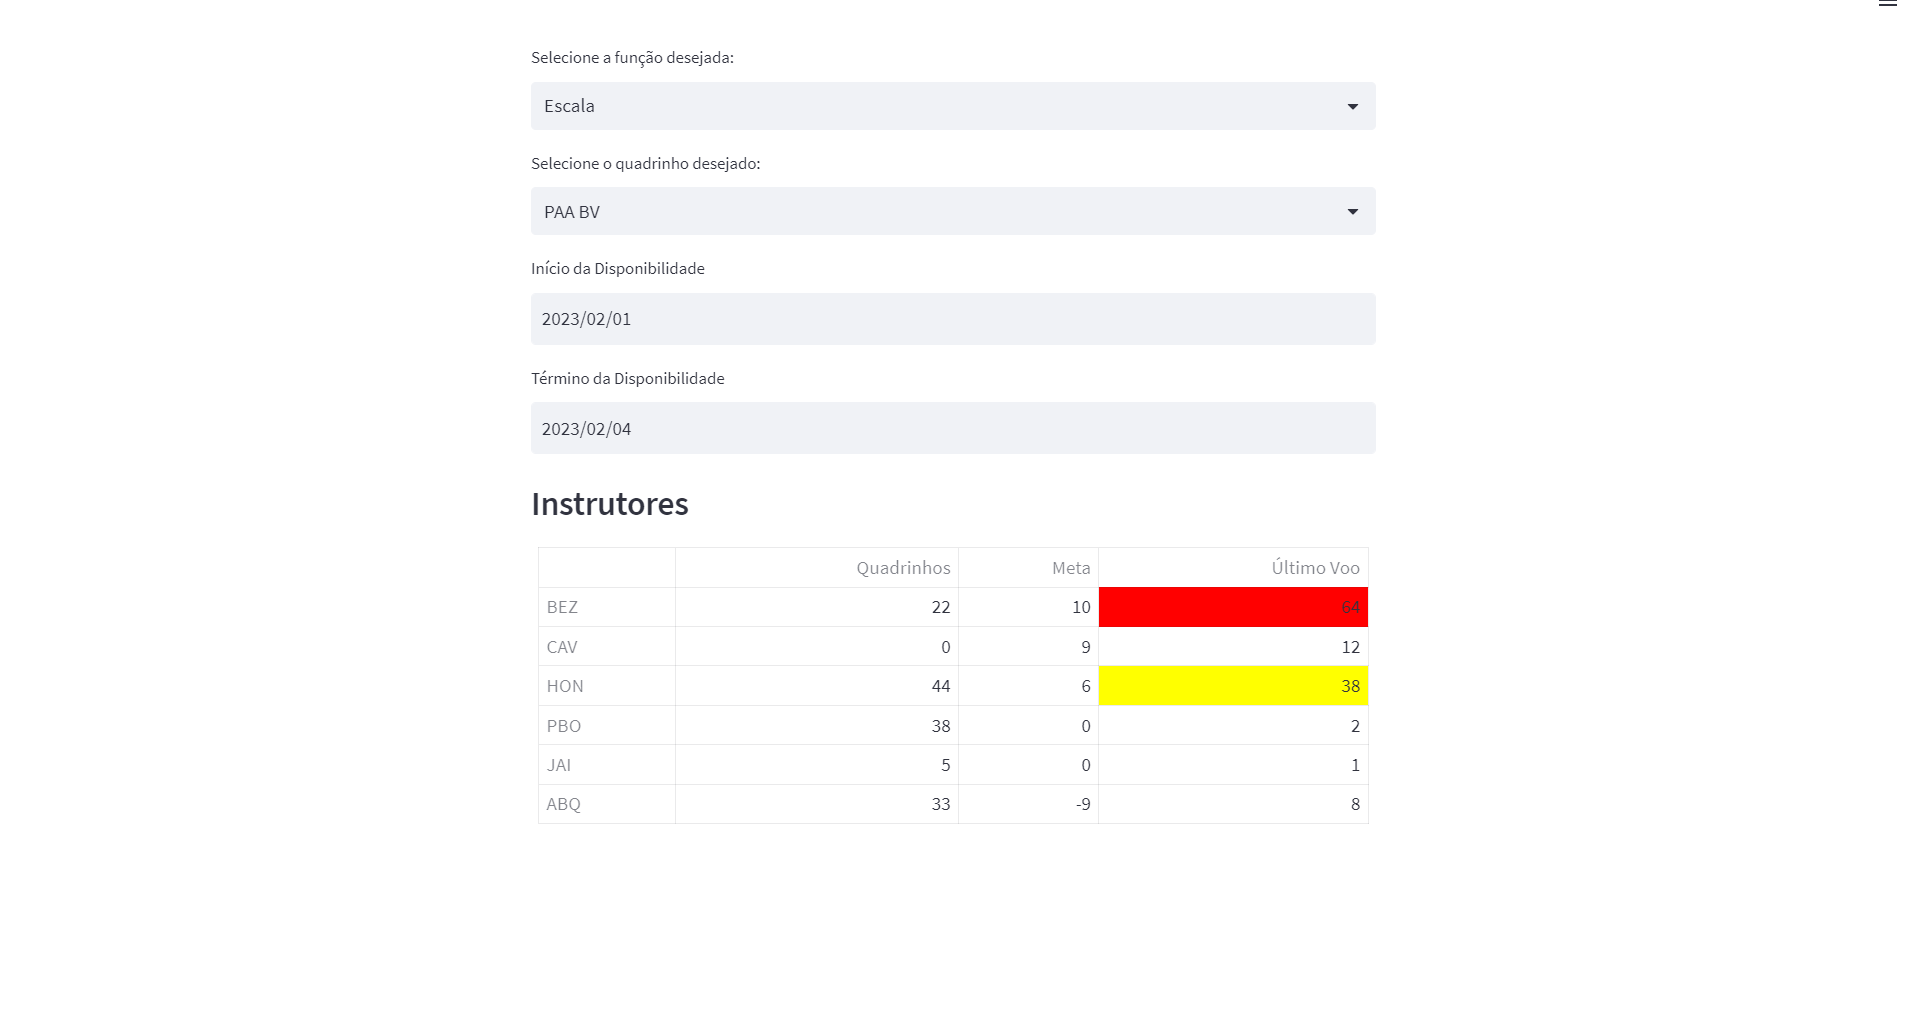 Selecione a função desejada:
Escala
Selecione o quadrinho desejado:
PAA BV
Início da Disponibilidade
2023/02/01
Término da Disponibilidade
2023/02/04
Instrutores
Quadrinhos Meta Último Voo
BEZ 22 10 64
CAV 0 9 12
HON 44 6 38
PBO 38 0 2
JAI 5 0 1
ABQ 33 -9 8